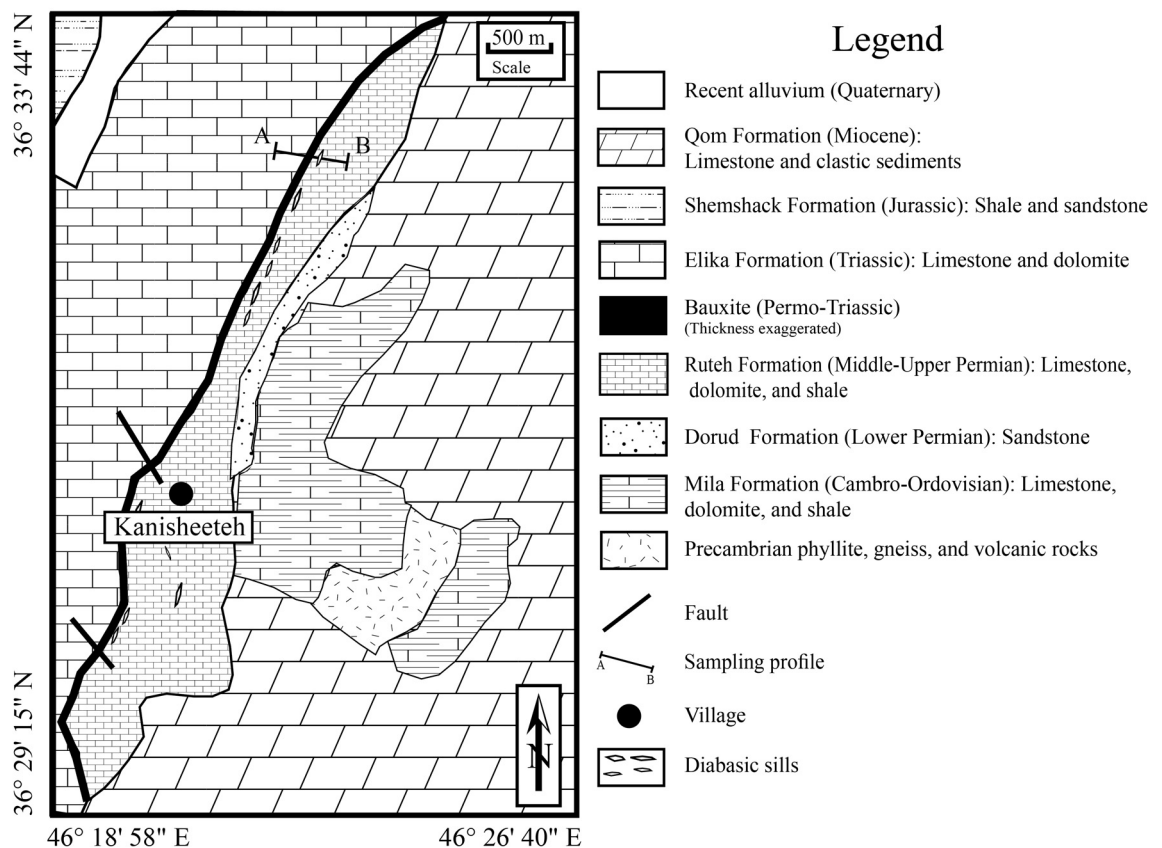 36° 33' 44" N
36° 29' 15" N
46° 18' 58" E
46° 26' 40" E
500 m
Scale
A
B
Kanisheeteh
N
Legend
Recent alluvium (Quaternary)
Qom Formation (Miocene):
Limestone and clastic sediments
Shemshack Formation (Jurassic): Shale and sandstone
Elika Formation (Triassic): Limestone and dolomite
Bauxite (Permo-Triassic)
(Thickness exaggerated)
Ruteh Formation (Middle-Upper Permian): Limestone,
dolomite, and shale
Dorud Formation (Lower Permian): Sandstone
Mila Formation (Cambro-Ordovisian): Limestone,
dolomite, and shale
Precambrian phyllite, gneiss, and volcanic rocks
Fault
A
B
Sampling profile
Village
Diabasic sills